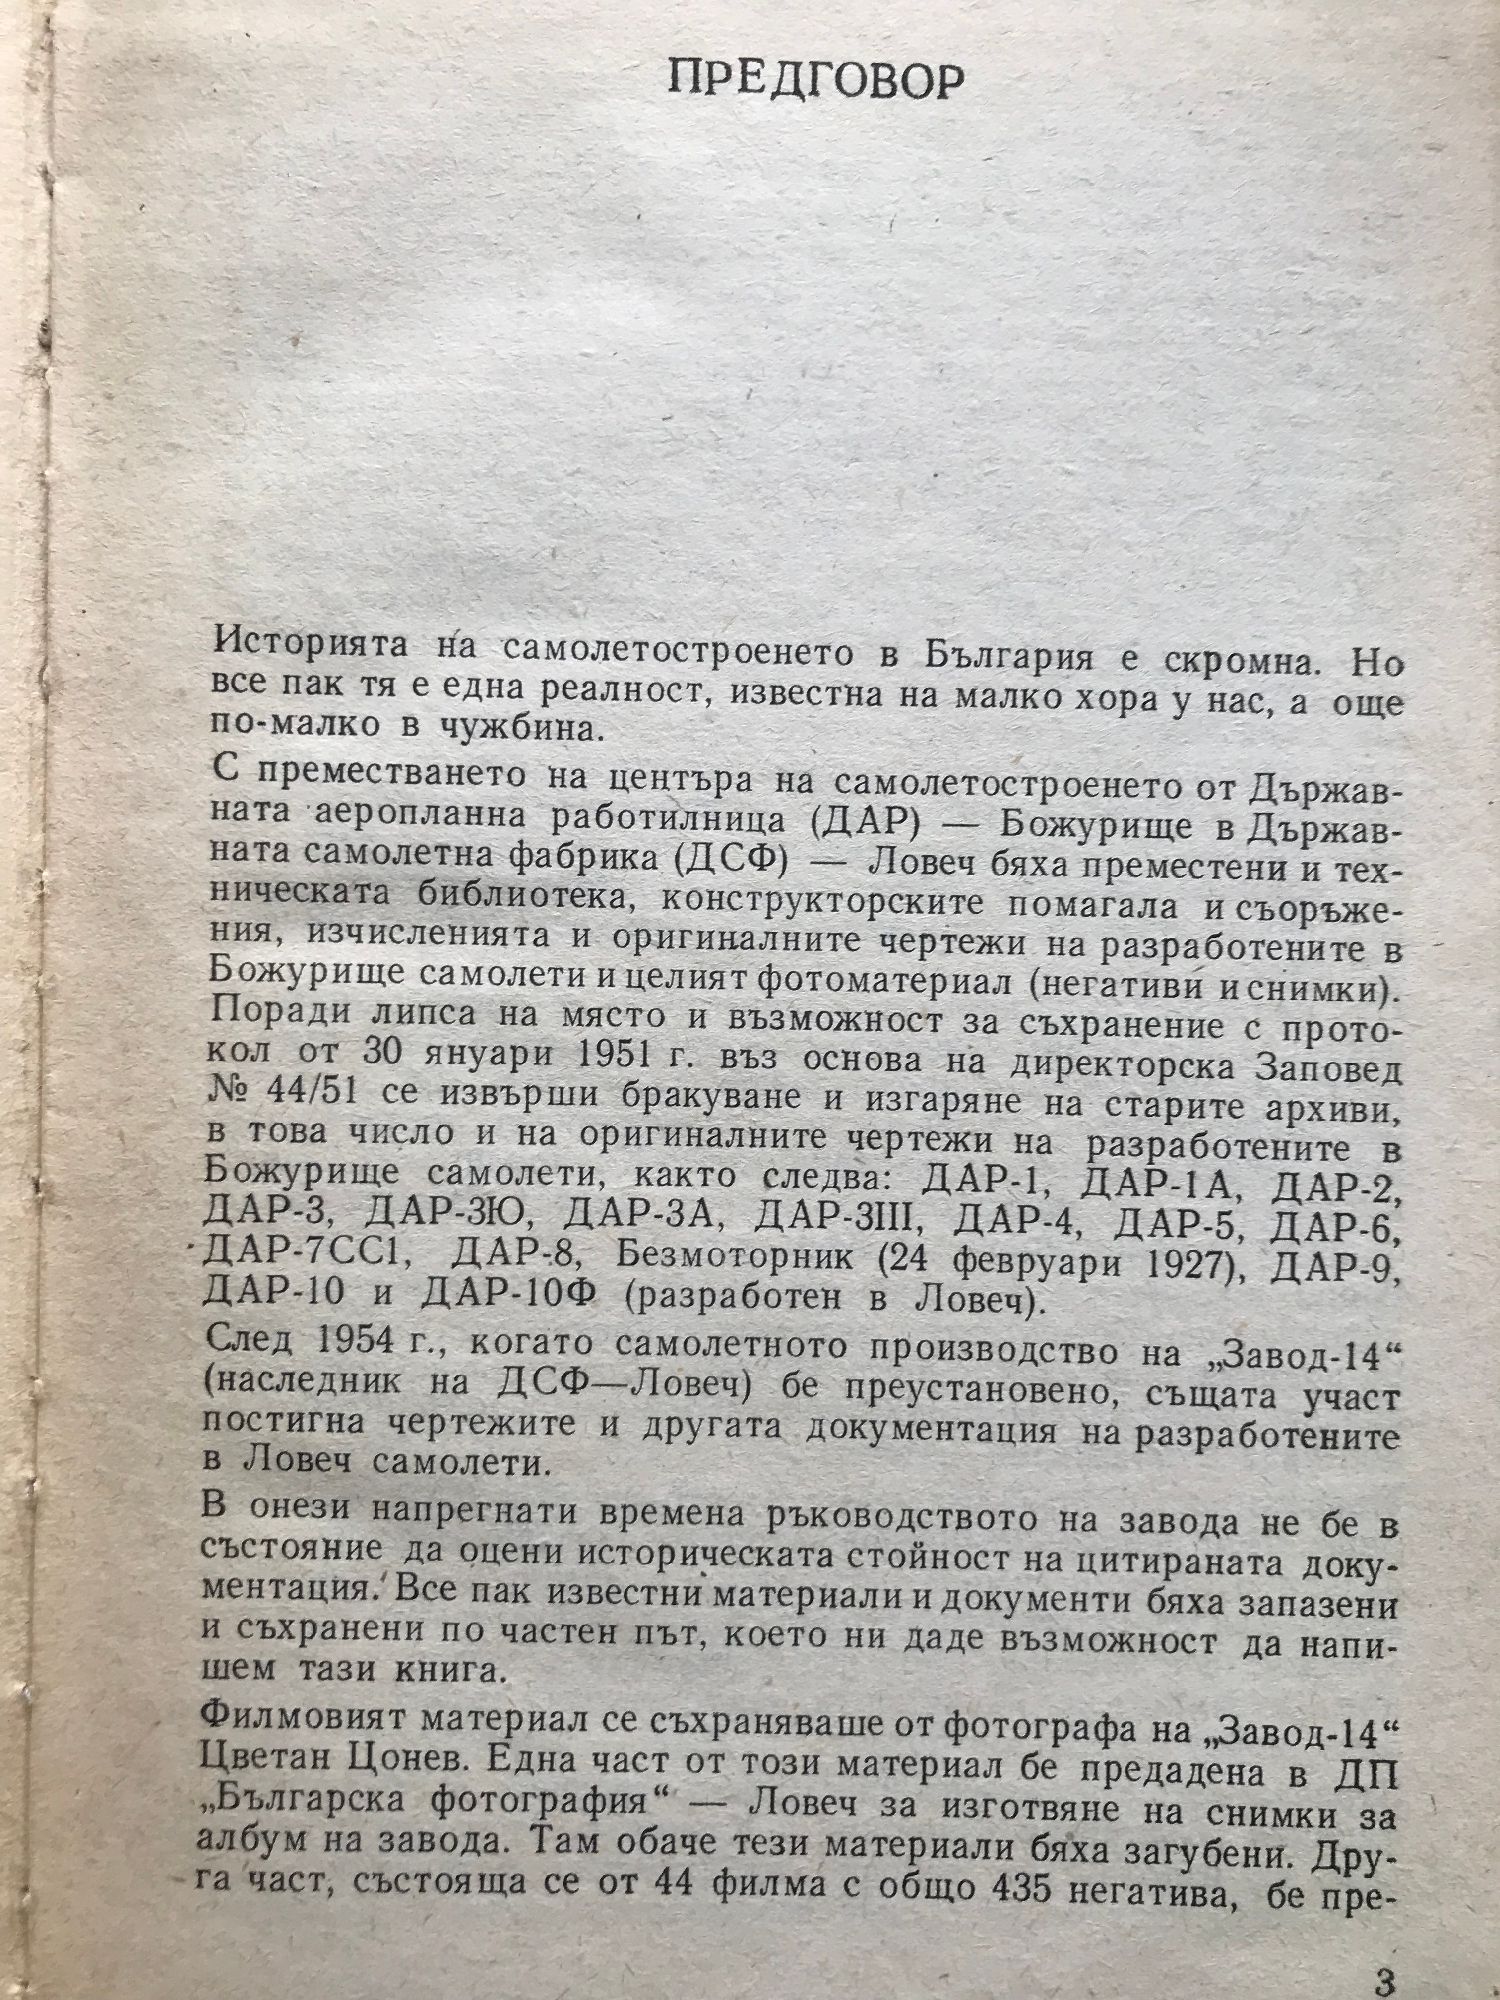 ПРЕДГОВОР
Историята на самолетостроенето в България е скромна. Но
все пак тя е една реалност, известна на малко хора у нас, а още
по-малко в чужбина.
С преместването на центъра на самолетостроенето от Държав-
ната аеропланна работилница (ДАР) — Божурище в Държав-
ната самолетна фабрика (ДСФ) — Ловеч бяха преместени и тех-
ническата библиотека, конструкторските помагала и съоръже-
ния, изчисленията и оригиналните чертежи на разработените в
Божурище самолети и целият фотоматериал (негативи и снимки).
Поради липса на място и възможност за съхранение с прото-
кол от 30 януари 1951 г. въз основа на директорска Заповед
№ 44/51 се извърши бракуване и изгаряне на старите архиви,
в това число и на оригиналните чертежи на разработените в
Божурище самолети, както следва: ДАР-1, ДАР-1А, ДАР-2,
ДАР-3, ДАР-3Ю, ДАР-3А, ДАР-3III, ДАР-4, ДАР-5, ДАР-6,
ДАР-7СС1, ДАР-8, Безмоторник (24 февруари 1927), ДАР-9,
ДАР-10 и ДАР-10Ф (разработен в Ловеч).
След 1954 г., когато самолетното производство на „Завод-14“
(наследник на ДСФ—Ловеч) бе преустановено, същата участ
постигна чертежите и другата документация на разработените
в Ловеч самолети.
В онези напрегнати времена ръководството на завода не бе в
състояние да оцени историческата стойност на цитираната доку-
ментация. Все пак известни материали и документи бяха запазени
и съхранени по частен път, което ни даде възможност да напи-
шем тази книга.
Филмовият материал се съхраняваше от фотографа на „Завод-14“
Цветан Цонев. Една част от този материал бе предадена в ДП
„Българска фотография“ — Ловеч за изготвяне на снимки за
албум на завода. Там обаче тези материали бяха загубени. Дру-
га част, състояща се от 44 филма с общо 435 негатива, бе пре-
3